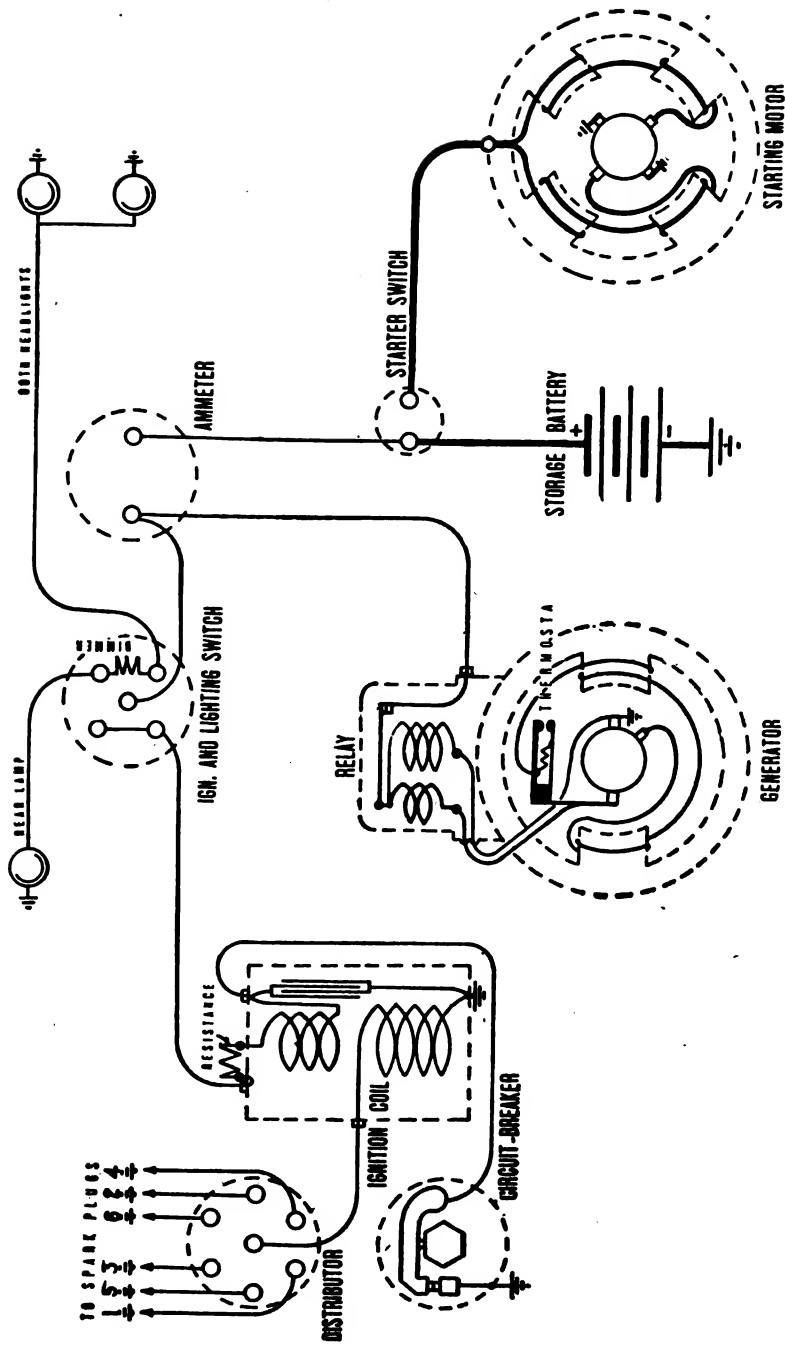 BOTH HEADLIGHTS
REAR LAMP
DIMMER
IGN. AND LIGHTING SWITCH
AMMETER
STARTER SWITCH
STARTING MOTOR
STORAGE BATTERY
+
-
RELAY
THERMOSTA
GENERATOR
RESISTANCE
IGNITION COIL
CIRCUIT-BREAKER
TO SPARK PLUGS
1 5 3 6 2 4
DISTRIBUTOR